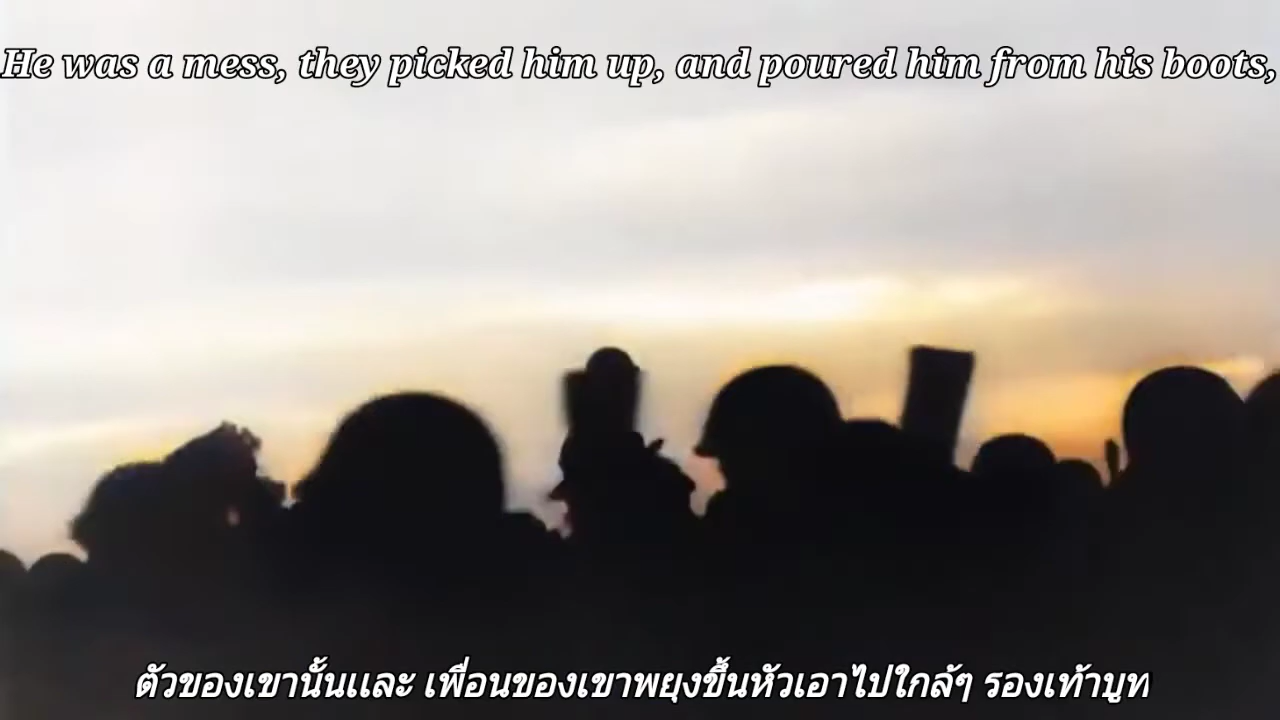 He was a mess, they picked him up, and poured him from his boots,
ตัวของเขานั้นและ เพื่อนของเขาพยุงขึ้นหัวเอาไปใกล้ๆ รองเท้าบูท